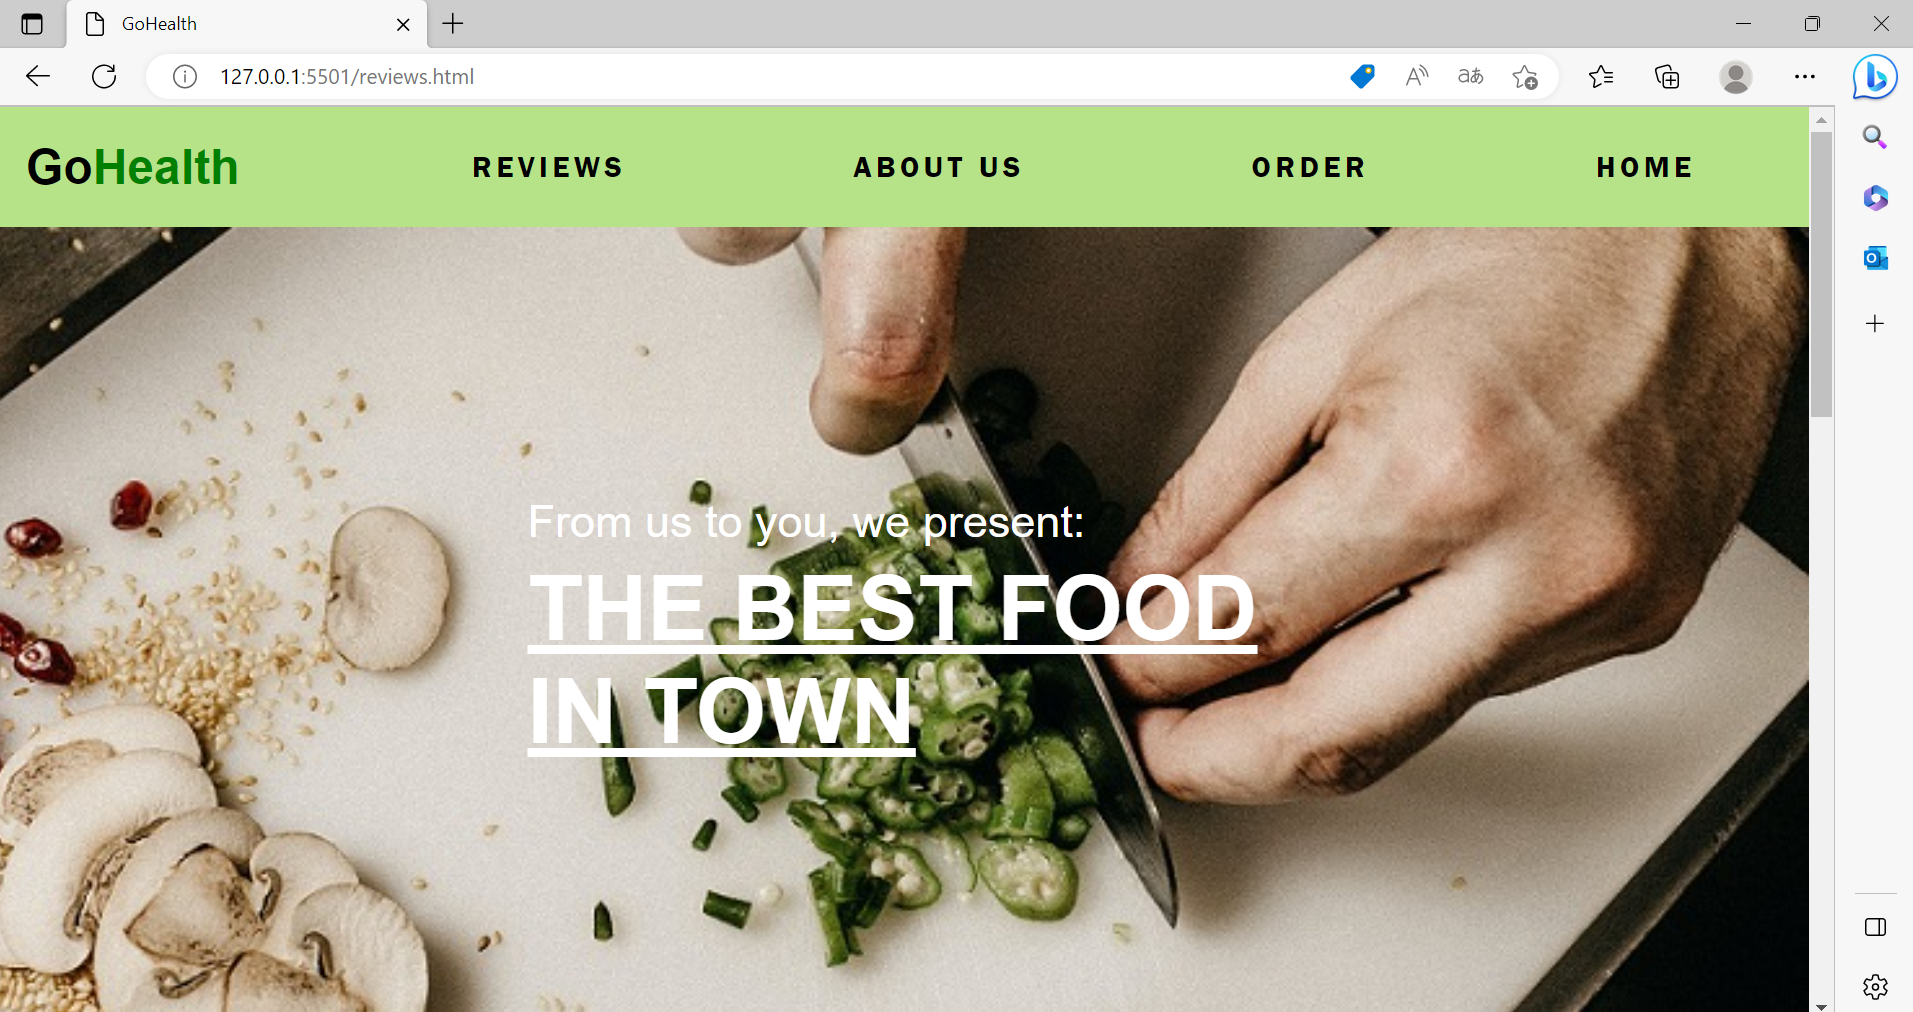 GoHealth
127.0.0.1:5501/reviews.html
GoHealth
REVIEWS
ABOUT US
ORDER
HOME
From us to you, we present:
THE BEST FOOD
IN TOWN